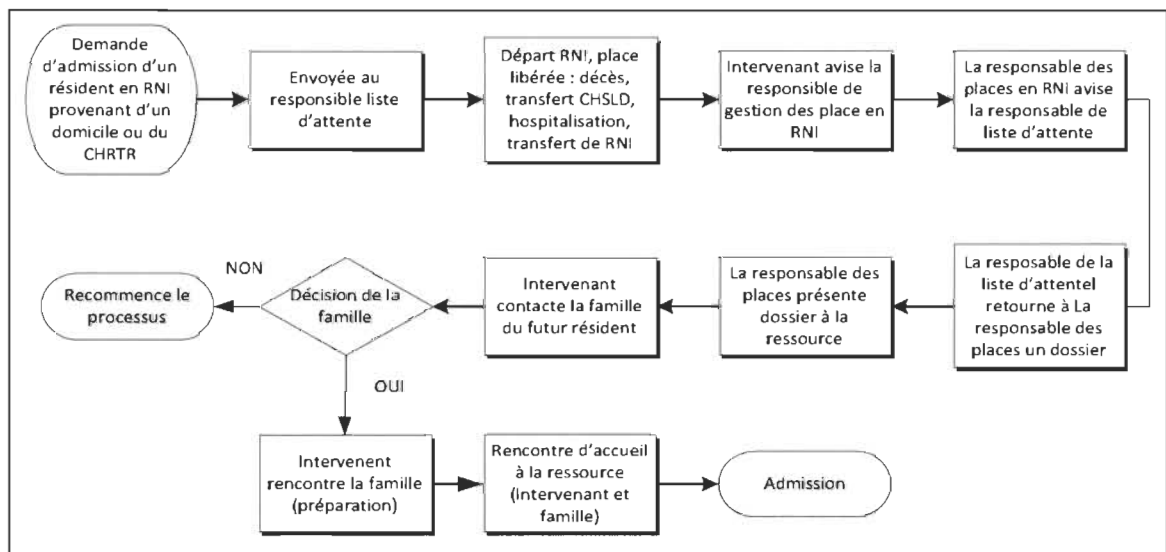 Demande
d'admission d'un
résident en RNI
provenant d'un
domicile ou du
CHRTR
Envoyée au
responsible liste
d'attente
Départ RNI, place
libérée : décès,
transfert CHSLD,
hospitalisation,
transfert de RNI
Intervenant avise la
responsible de
gestion des place en
RNI
La responsable des
places en RNI avise
la responsable de
liste d'attente
La resposable de la
liste d'attentel
retourne à La
responsable des
places un dossier
La responsable des
places présente
dossier à la
ressource
Intervenant
contacte la famille
du futur résident
Décision de la
famille
NON
Recommence le
processus
OUI
Intervenent
rencontre la famille
(préparation)
Rencontre d'accueil
à la ressource
(Intervenant et
famille)
Admission